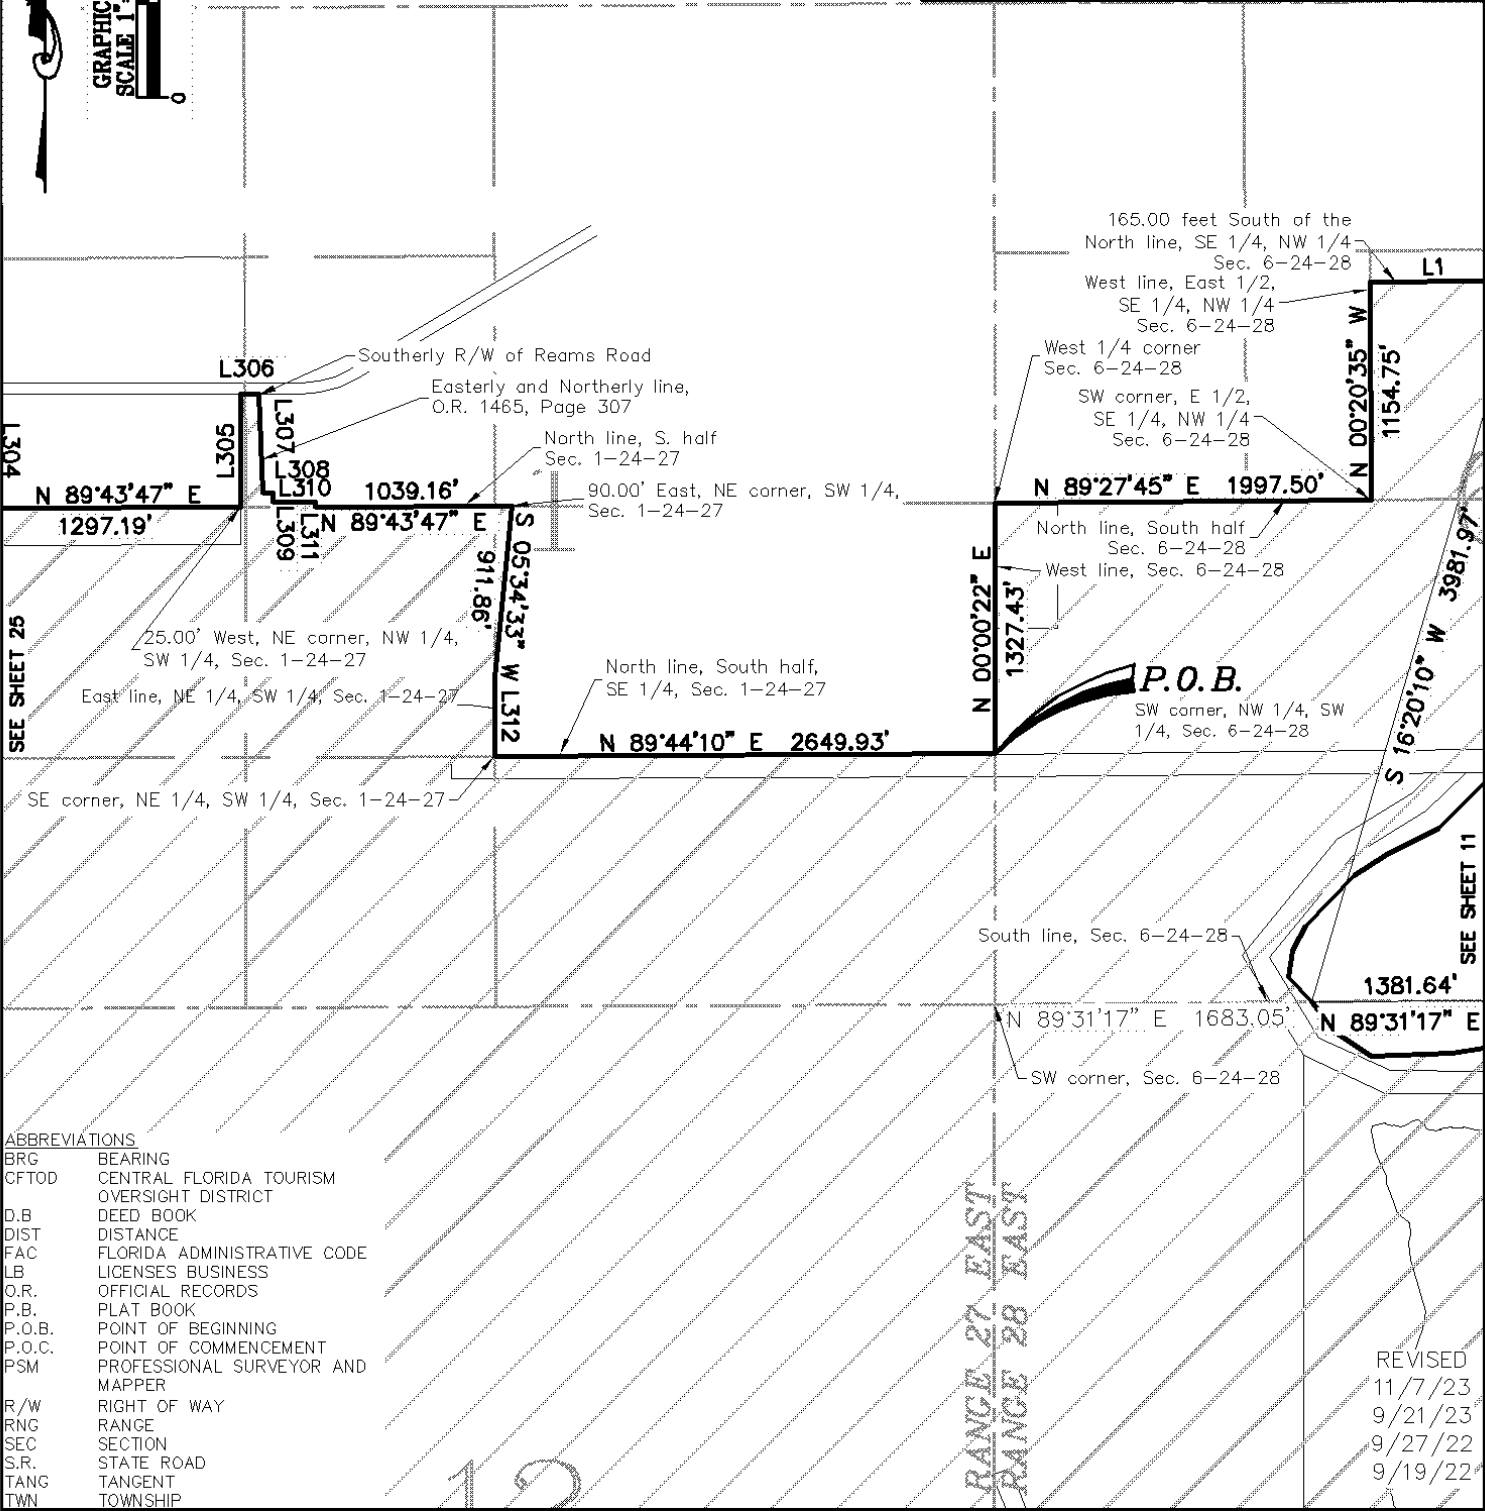 GRAPHIC
SCALE 1"
0
165.00 feet South of the
North line, SE 1/4, NW 1/4
Sec. 6-24-28
L1
West line, East 1/2,
SE 1/4, NW 1/4
Sec. 6-24-28
N 00°20'35" W
1154.75'
West 1/4 corner
Sec. 6-24-28
SW corner, E 1/2,
SE 1/4, NW 1/4
Sec. 6-24-28
Southerly R/W of Reams Road
L306
Easterly and Northerly line,
O.R. 1465, Page 307
L304
L305
L307
L308
L310
L309
L311
North line, S. half
Sec. 1-24-27
N 89°43'47" E
1297.19'
1039.16'
N 89°43'47" E
90.00' East, NE corner, SW 1/4,
Sec. 1-24-27
1
N 89°27'45" E 1997.50'
North line, South half
Sec. 6-24-28
West line, Sec. 6-24-28
S 05°34'33" W
911.86'
L312
N 00°00'22" E
1327.43'
S 16°20'10" W 3981.97'
SEE SHEET 25
25.00' West, NE corner, NW 1/4,
SW 1/4, Sec. 1-24-27
East line, NE 1/4, SW 1/4, Sec. 1-24-27
North line, South half,
SE 1/4, Sec. 1-24-27
P.O.B.
SW corner, NW 1/4, SW
1/4, Sec. 6-24-28
N 89°44'10" E 2649.93'
SE corner, NE 1/4, SW 1/4, Sec. 1-24-27
SEE SHEET 11
South line, Sec. 6-24-28
1381.64'
N 89°31'17" E 1683.05'
N 89°31'17" E
SW corner, Sec. 6-24-28
ABBREVIATIONS
BRG BEARING
CFTOD CENTRAL FLORIDA TOURISM
OVERSIGHT DISTRICT
D.B DEED BOOK
DIST DISTANCE
FAC FLORIDA ADMINISTRATIVE CODE
LB LICENSES BUSINESS
O.R. OFFICIAL RECORDS
P.B. PLAT BOOK
P.O.B. POINT OF BEGINNING
P.O.C. POINT OF COMMENCEMENT
PSM PROFESSIONAL SURVEYOR AND
MAPPER
R/W RIGHT OF WAY
RNG RANGE
SEC SECTION
S.R. STATE ROAD
TANG TANGENT
TWN TOWNSHIP
12
RANGE 27 EAST
RANGE 28 EAST
REVISED
11/7/23
9/21/23
9/27/22
9/19/22